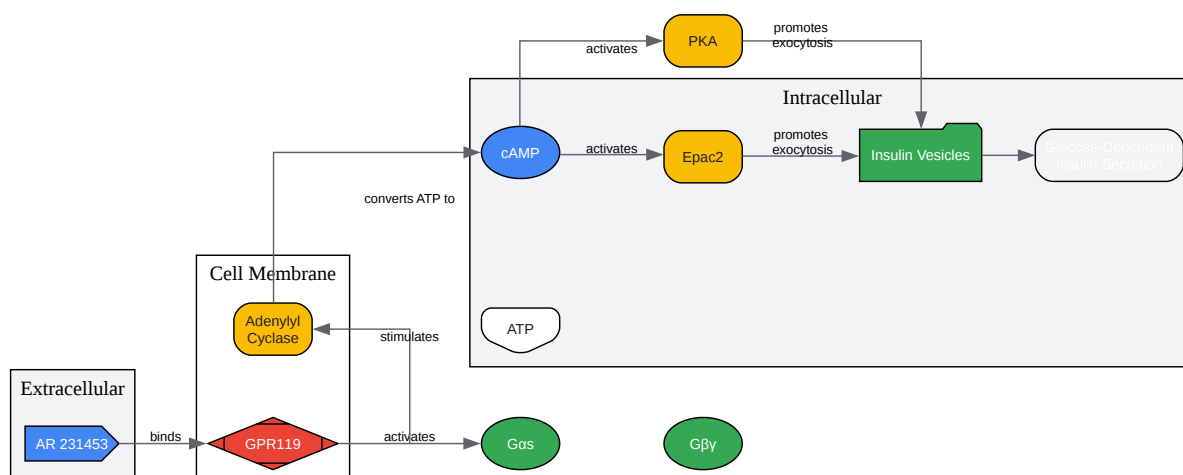 PKA
activates
promotes
exocytosis
Intracellular
cAMP
activates
Epac2
promotes
exocytosis
Insulin Vesicles
Glucose-Dependent
Insulin Secretion
converts ATP to
Cell Membrane
Adenylyl
Cyclase
stimulates
ATP
Extracellular
AR 231453
binds
GPR119
activates
Gαs
Gβγ